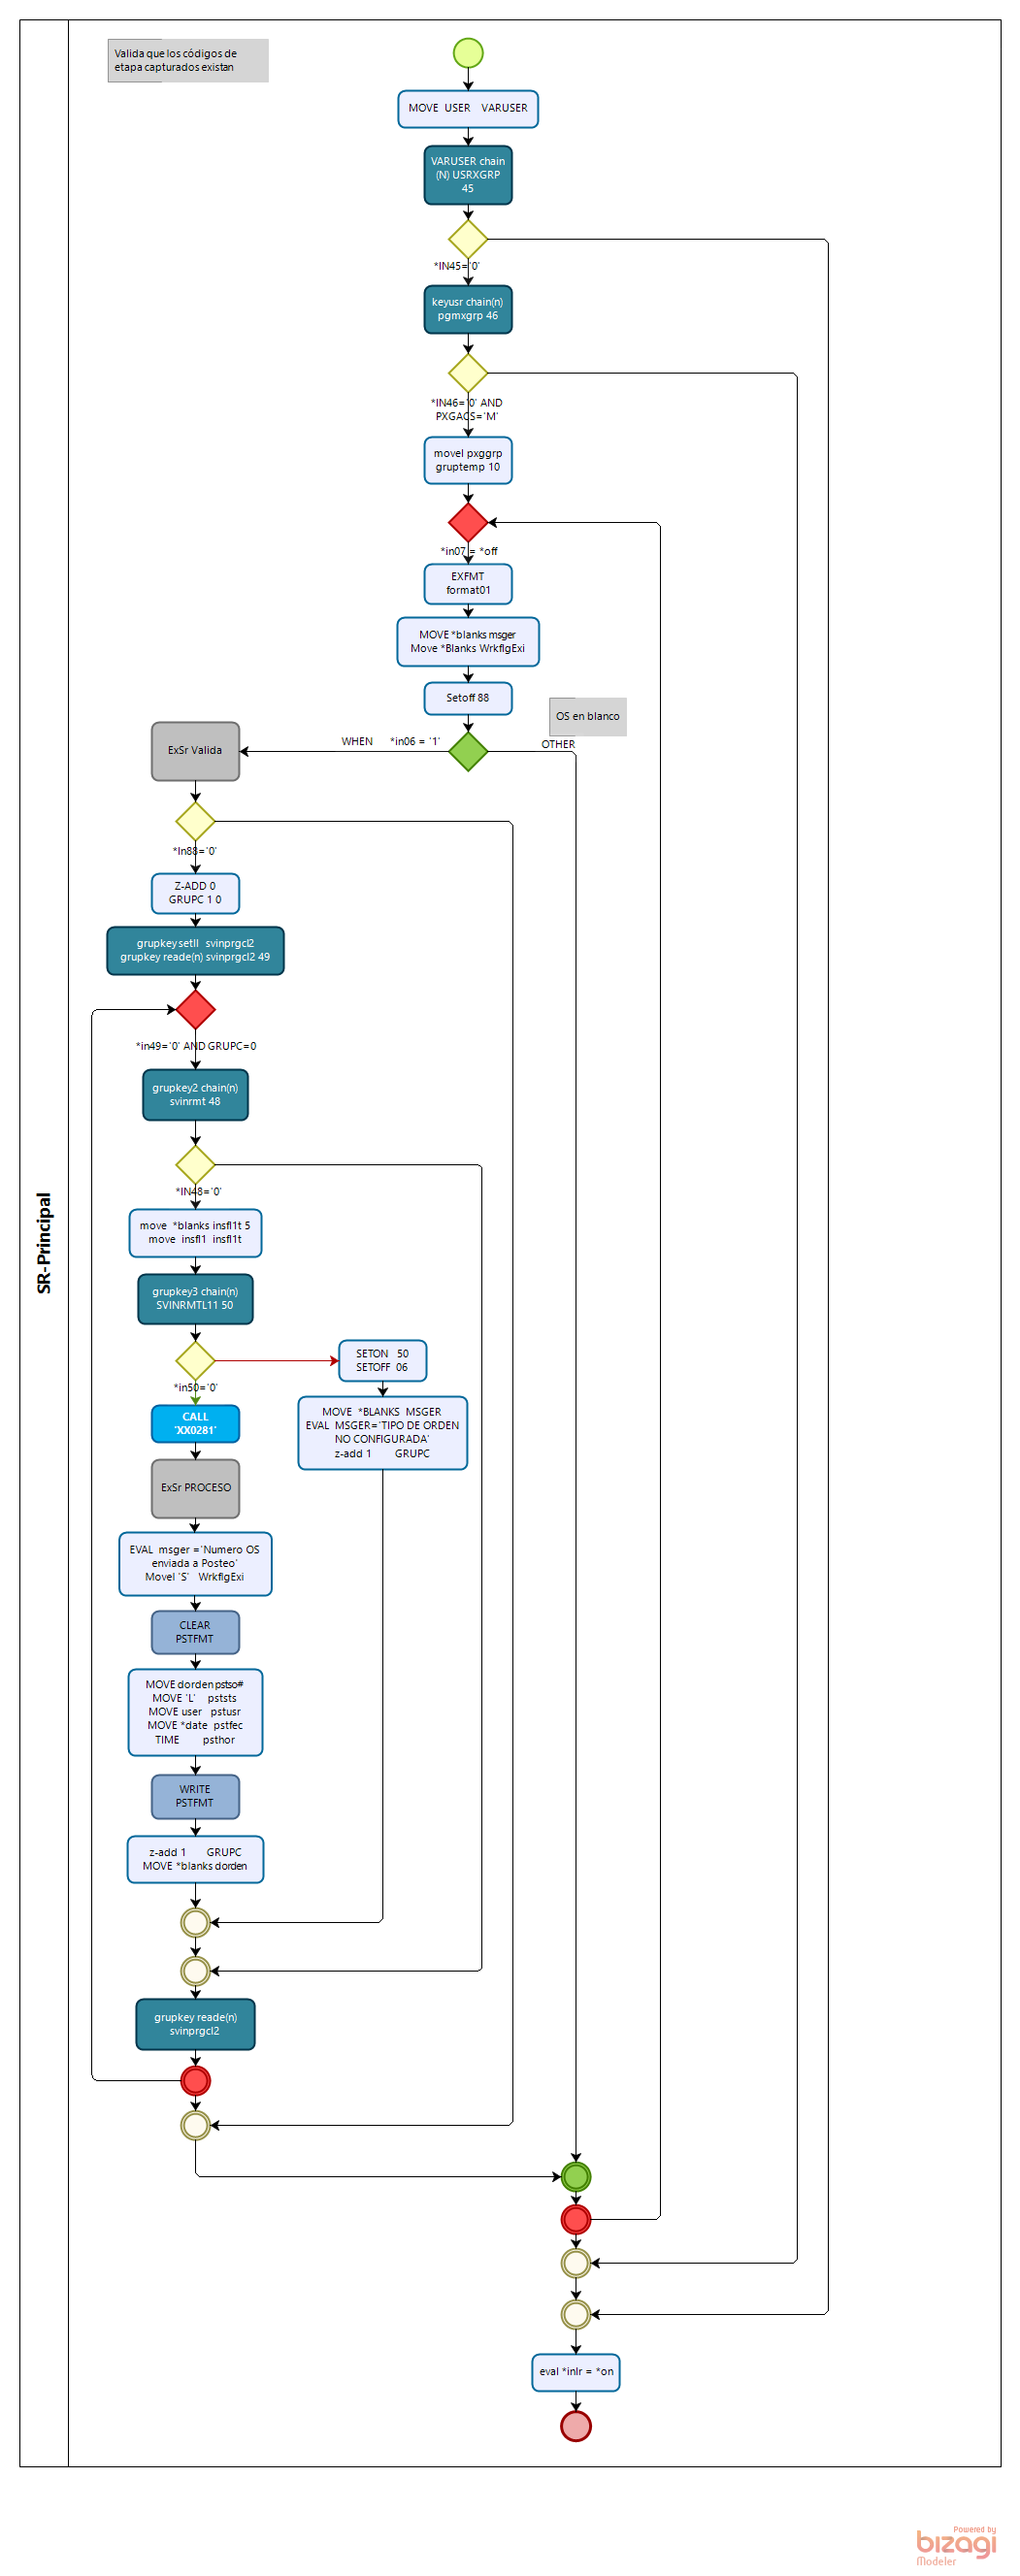 SR-Principal
Valida que los códigos de
etapa capturados existan
MOVE USER VARUSER
VARUSER chain
(N) USRXGRP
45
*IN45='0'
keyusr chain(n)
pgmxgrp 46
*IN46='0' AND
PXGACS='M'
movel pxggrp
gruptemp 10
*in07 = *off
EXFMT
format01
MOVE *blanks msger
Move *Blanks WrkflgExi
Setoff 88
OS en blanco
WHEN *in06 = '1'
OTHER
ExSr Valida
*In88='0'
Z-ADD 0
GRUPC 1 0
grupkey setll svinprgcl2
grupkey reade(n) svinprgcl2 49
*in49='0' AND GRUPC=0
grupkey2 chain(n)
svinrmt 48
*IN48='0'
move *blanks insfl1t 5
move insfl1 insfl1t
grupkey3 chain(n)
SVINRMTL11 50
*in50='0'
SETON 50
SETOFF 06
MOVE *BLANKS MSGER
EVAL MSGER='TIPO DE ORDEN
NO CONFIGURADA'
z-add 1 GRUPC
CALL
'XX0281'
ExSr PROCESO
EVAL msger ='Numero OS
enviada a Posteo'
Movel 'S' WrkflgExi
CLEAR
PSTFMT
MOVE dorden pstso#
MOVE 'L' pststs
MOVE user pstusr
MOVE *date pstfec
TIME psthor
WRITE
PSTFMT
z-add 1 GRUPC
MOVE *blanks dorden
grupkey reade(n)
svinprgcl2
eval *inlr = *on
Powered by
bizagi
Modeler